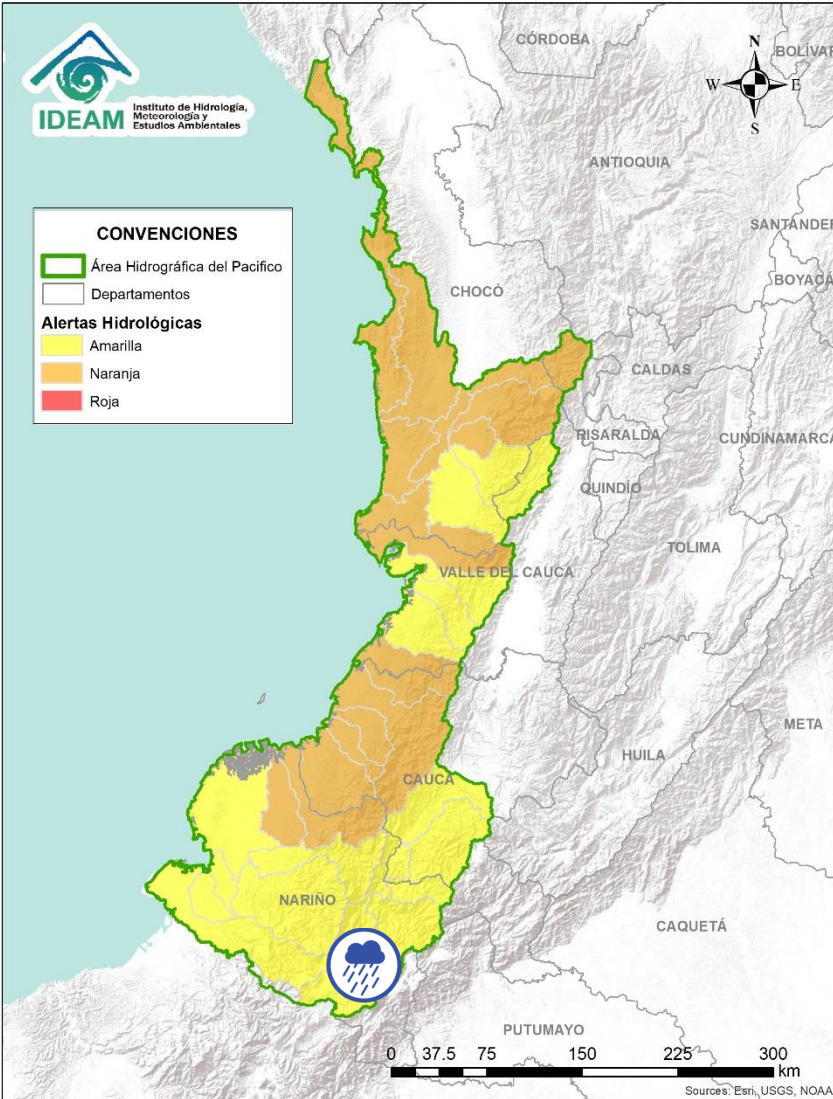 IDEAM
Instituto de Hidrología,
Meteorología y
Estudios Ambientales
CÓRDOBA
BOLÍVAR
N
W
E
S
ANTIOQUIA
SANTANDER
BOYACÁ
CONVENCIONES
Área Hidrográfica del Pacifico
Departamentos
Alertas Hidrológicas
Amarilla
Naranja
Roja
CHOCÓ
CALDAS
RISARALDA
CUNDINAMARCA
QUINDÍO
TOLIMA
VALLE DEL CAUCA
META
HUILA
CAUCA
NARIÑO
CAQUETÁ
PUTUMAYO
0 37.5 75 150 225 300
km
Sources: Esri, USGS, NOAA